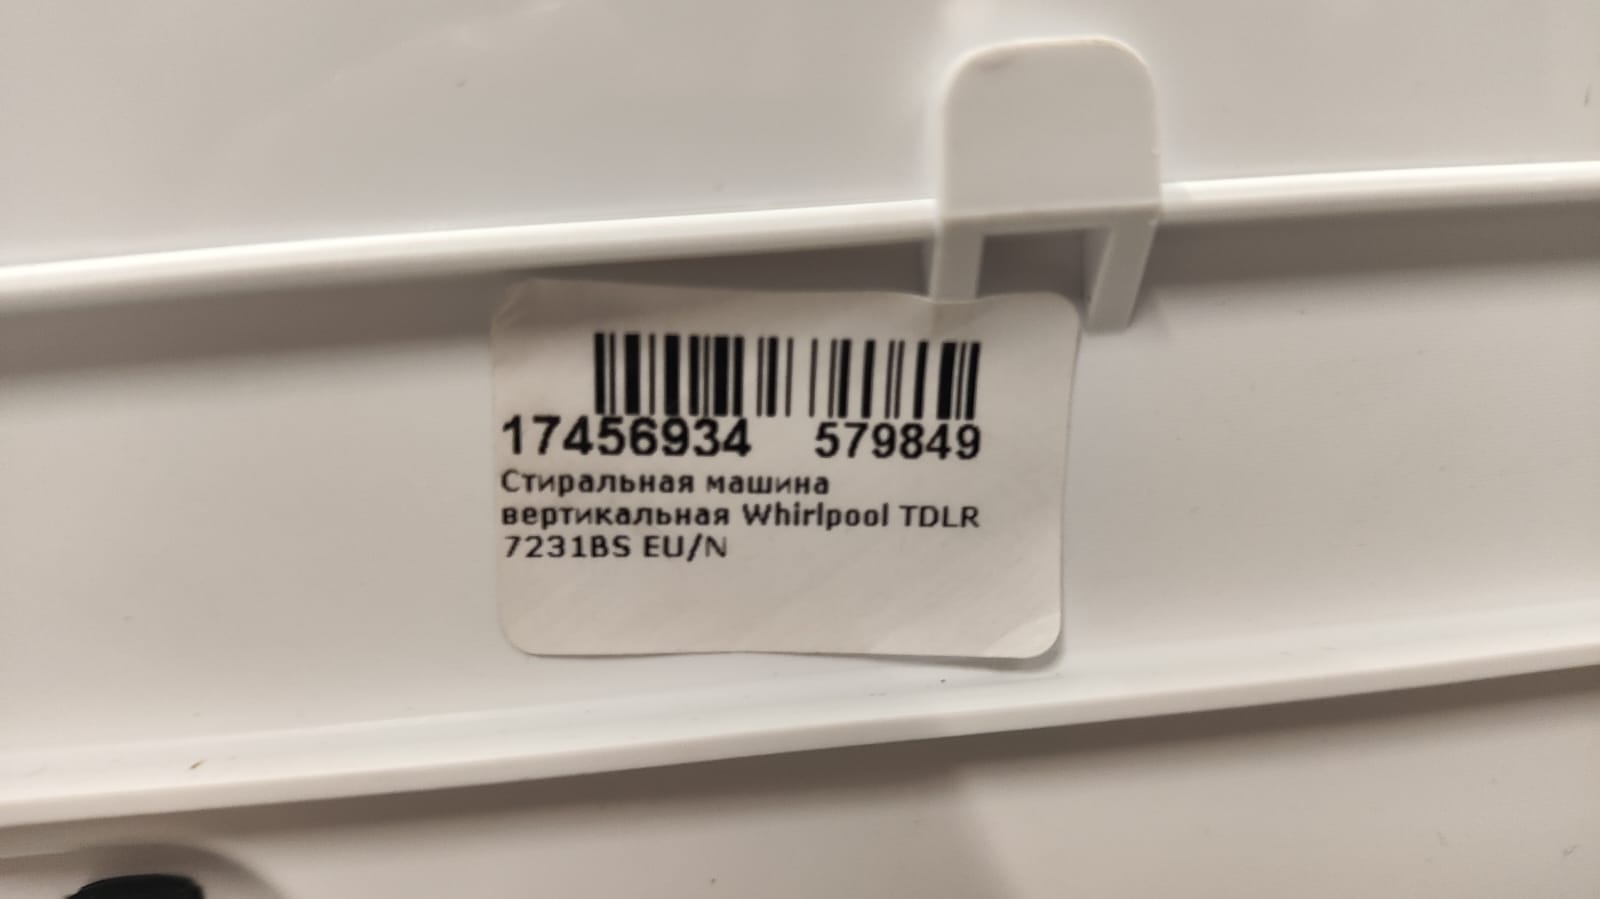 17456934 579849
Стиральная машина
вертикальная Whirlpool TDLR
7231BS EU/N